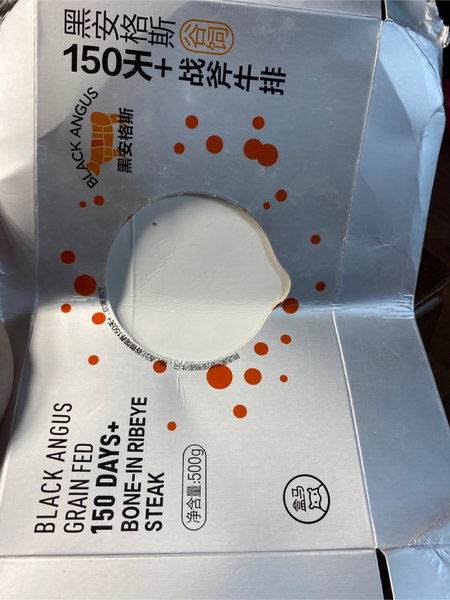 黑安格斯 谷饲
150天+ 战斧牛排
BLACK ANGUS
黑安格斯
BLACK ANGUS
GRAIN FED
150 DAYS+
BONE-IN RIBEYE
STEAK
净含量:500g
盒马